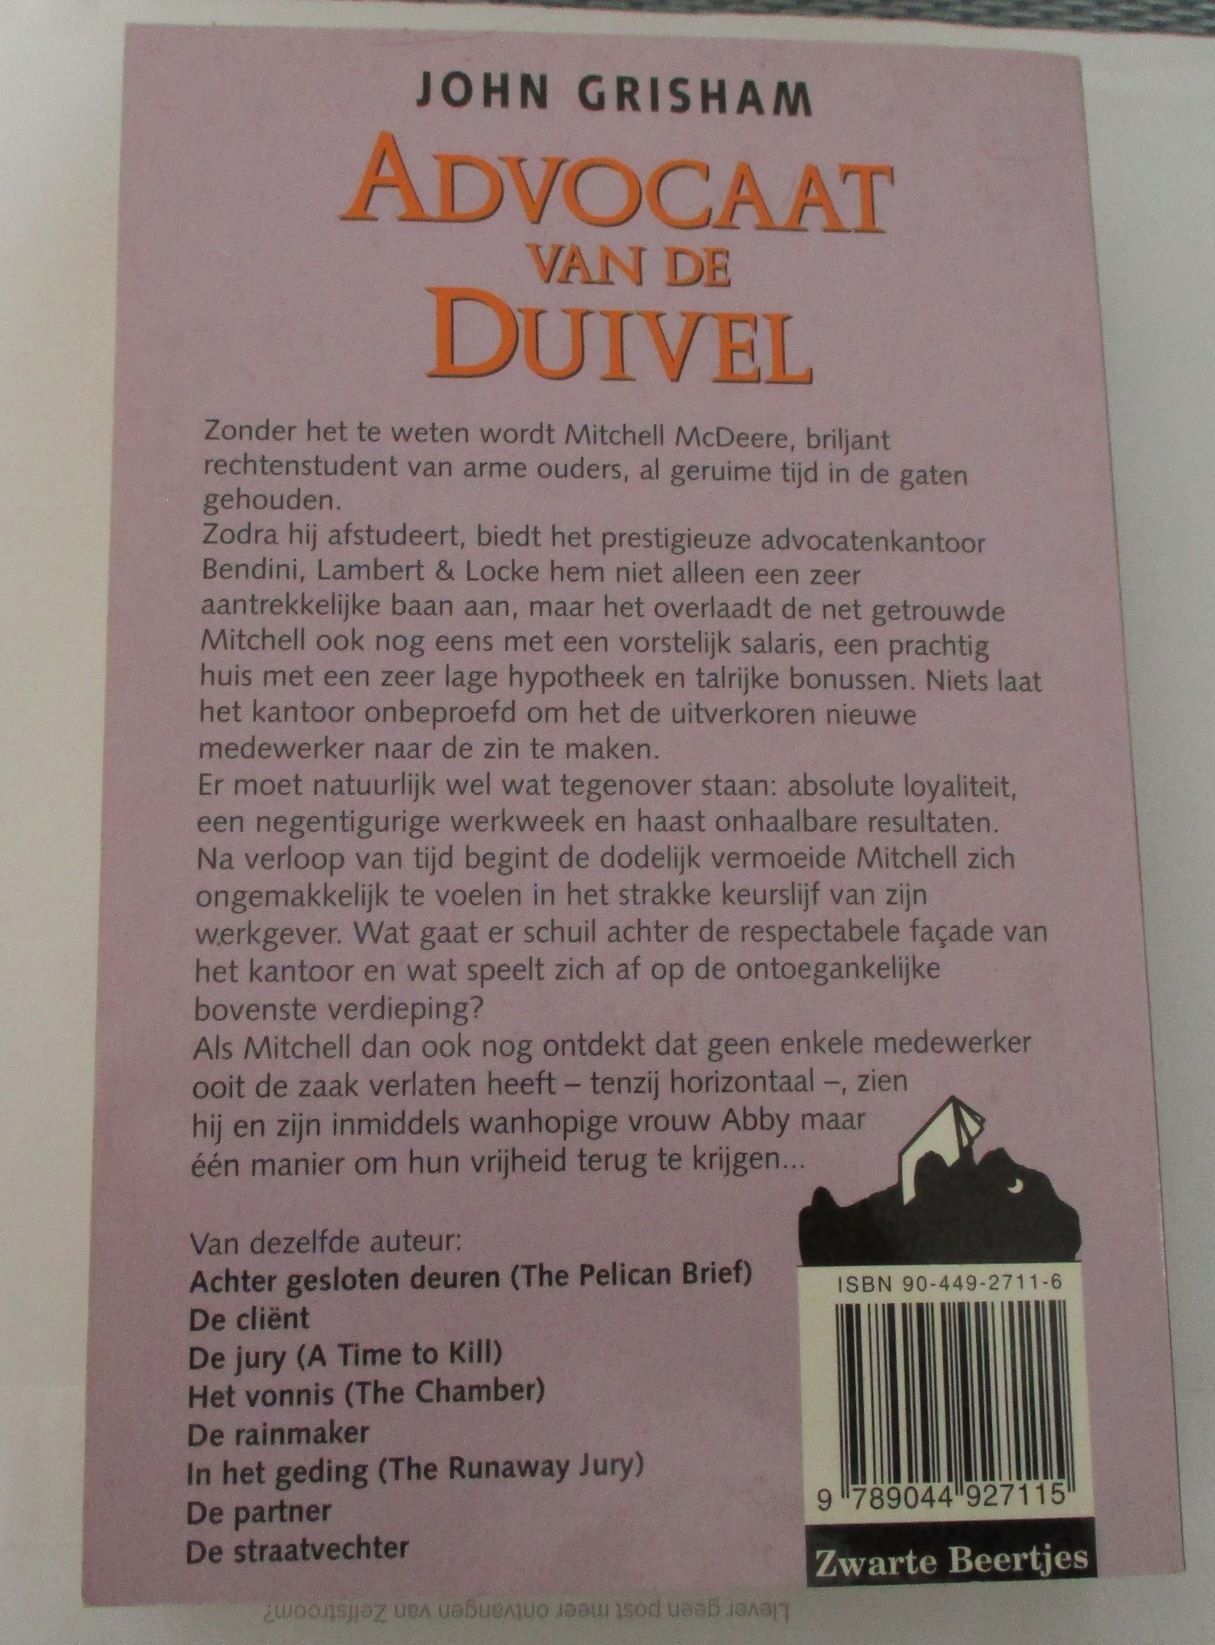 JOHN GRISHAM
ADVOCAAT
VAN DE
DUIVEL
Zonder het te weten wordt Mitchell McDeere, briljant
rechtenstudent van arme ouders, al geruime tijd in de gaten
gehouden.
Zodra hij afstudeert, biedt het prestigieuze advocatenkantoor
Bendini, Lambert & Locke hem niet alleen een zeer
aantrekkelijke baan aan, maar het overlaadt de net getrouwde
Mitchell ook nog eens met een vorstelijk salaris, een prachtig
huis met een zeer lage hypotheek en talrijke bonussen. Niets laat
het kantoor onbeproefd om het de uitverkoren nieuwe
medewerker naar de zin te maken.
Er moet natuurlijk wel wat tegenover staan: absolute loyaliteit,
een negentigurige werkweek en haast onhaalbare resultaten.
Na verloop van tijd begint de dodelijk vermoeide Mitchell zich
ongemakkelijk te voelen in het strakke keurslijf van zijn
werkgever. Wat gaat er schuil achter de respectabele façade van
het kantoor en wat speelt zich af op de ontoegankelijke
bovenste verdieping?
Als Mitchell dan ook nog ontdekt dat geen enkele medewerker
ooit de zaak verlaten heeft – tenzij horizontaal –, zien
hij en zijn inmiddels wanhopige vrouw Abby maar
één manier om hun vrijheid terug te krijgen...
Van dezelfde auteur:
Achter gesloten deuren (The Pelican Brief)
De cliënt
De jury (A Time to Kill)
Het vonnis (The Chamber)
De rainmaker
In het geding (The Runaway Jury)
De partner
De straatvechter
ISBN 90-449-2711-6
9 789044 927115
Zwarte Beertjes
Liever geen post meer ontvangen van Zelfstroom?